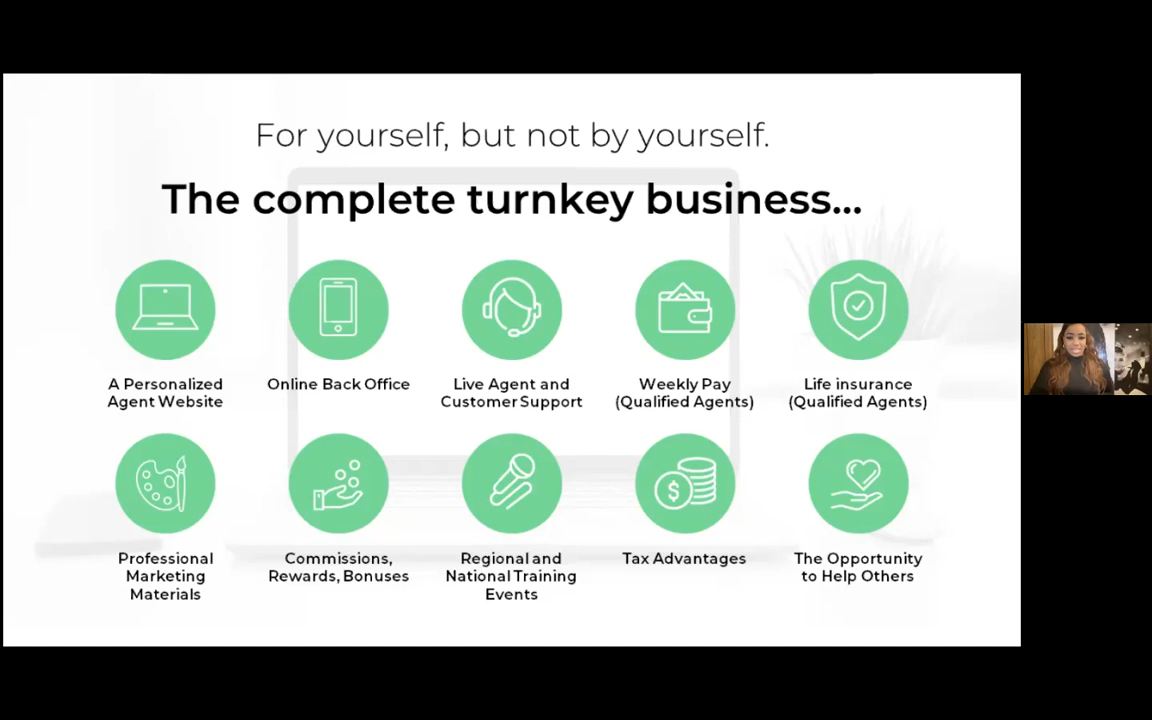 For yourself, but not by yourself.
The complete turnkey business...
A Personalized
Agent Website
Online Back Office
Live Agent and
Customer Support
Weekly Pay
(Qualified Agents)
Life insurance
(Qualified Agents)
Professional
Marketing
Materials
Commissions,
Rewards, Bonuses
Regional and
National Training
Events
$
Tax Advantages
The Opportunity
to Help Others